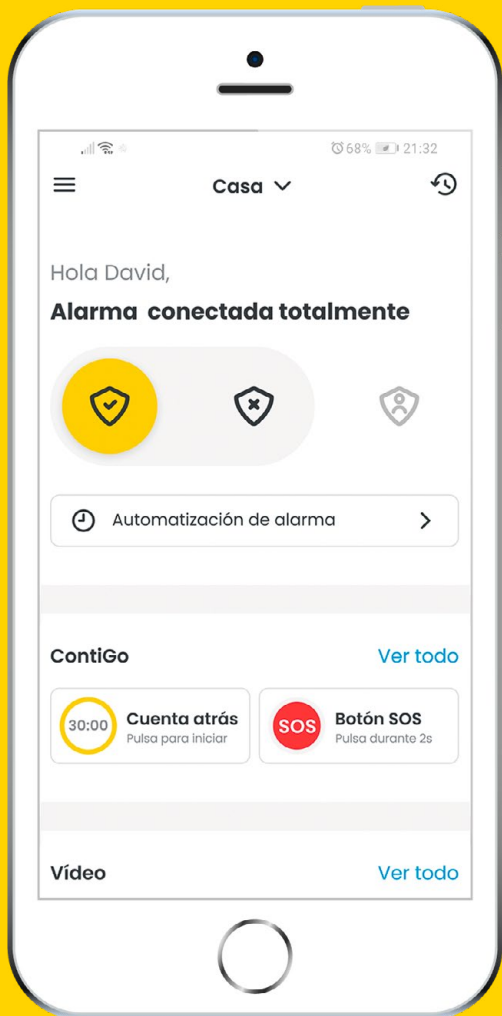 68% 21:32
Casa
Hola David,
Alarma conectada totalmente
Automatización de alarma
ContiGo
Ver todo
30:00
Cuenta atrás
Pulsa para iniciar
SOS
Botón SOS
Pulsa durante 2s
Vídeo
Ver todo